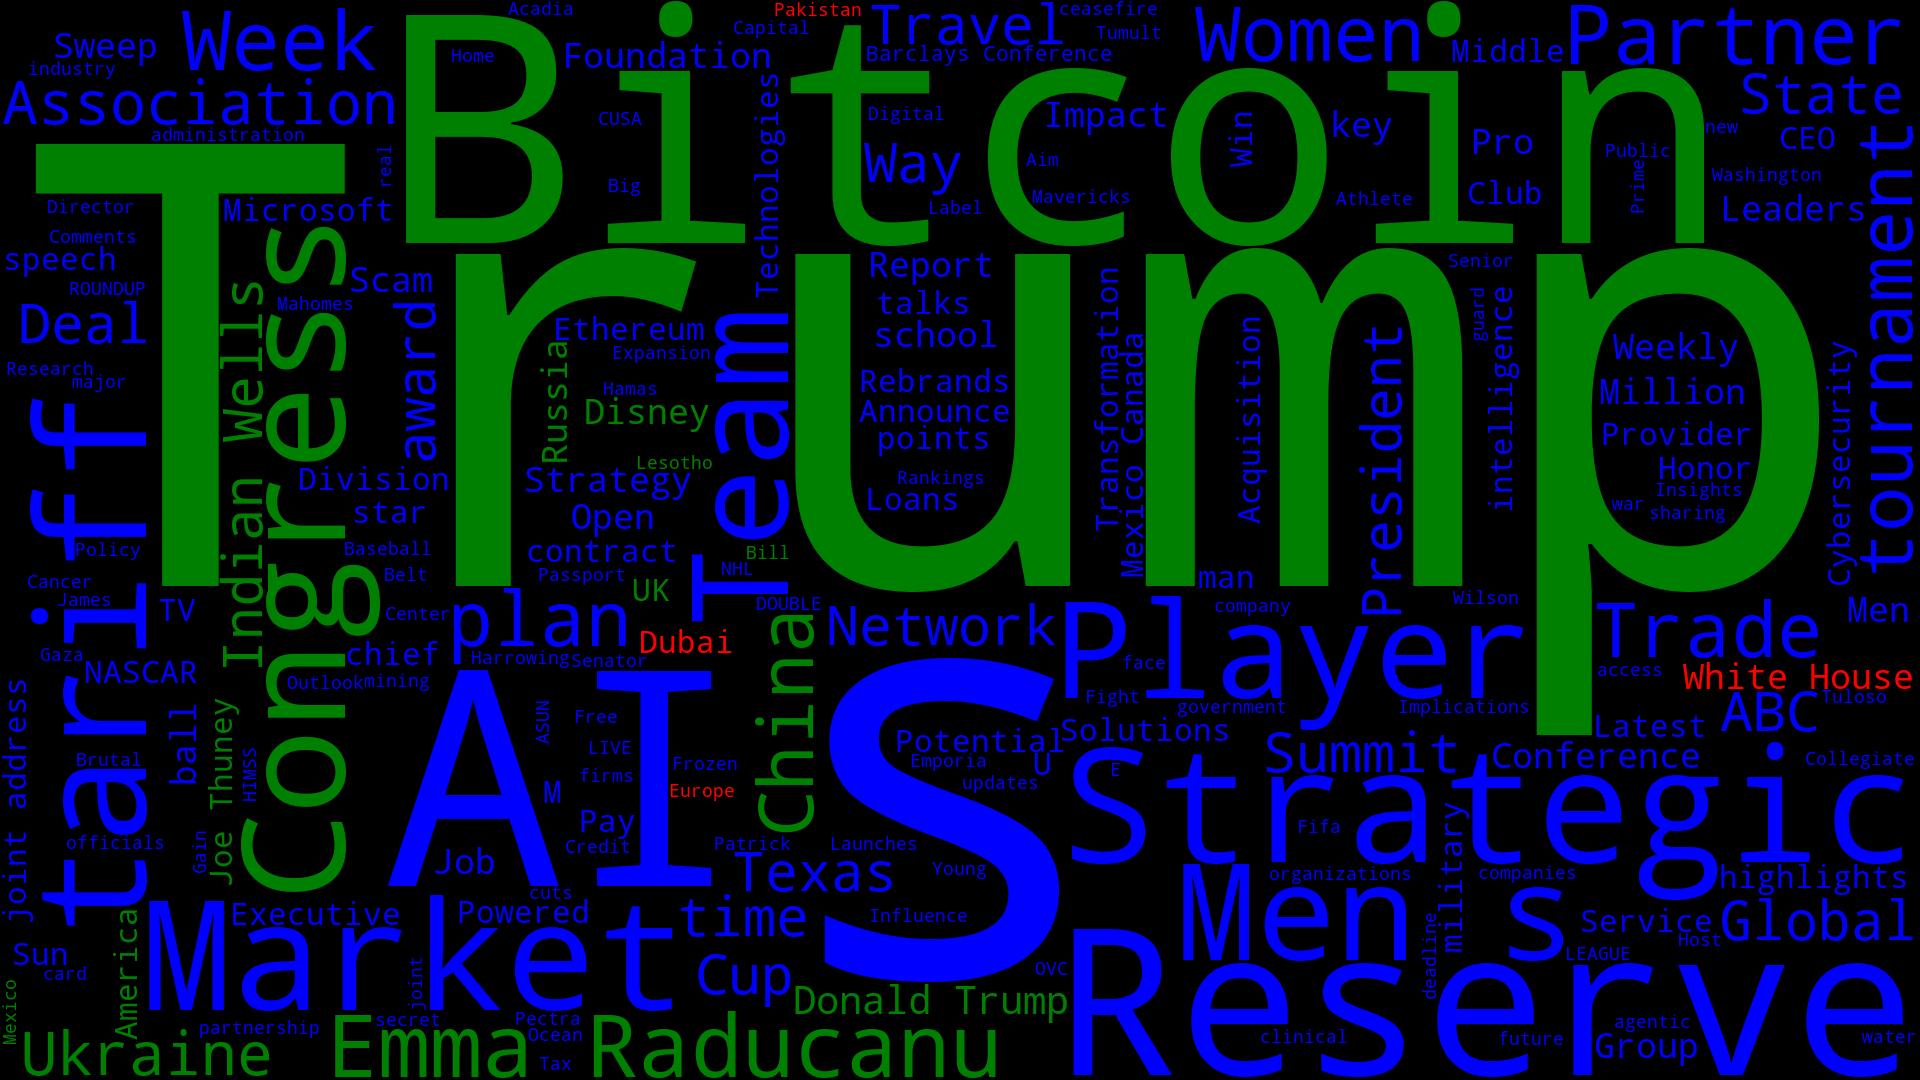 Acadia
Pakistan
Travel
ceasefire
Women
Partner
Sweep
Week
Bitcoin
Home
Foundation
Capital
Barclays Conference
Tumult
Middle
industry
Association
administration
CUSA
Technologies
Digital
Impact
Win
key
Pro
State
new
CEO
tournament
real
Big
Way
Aim
Mavericks
Label
Athlete
Club
Public
Prime
Washington
Leaders
Trump
Director
Microsoft
Comments
speech
ROUNDUP
Deal
Research
major
Indian Wells
Congress
Mahomes
Scam
award
Ethereum
Expansion
Russia
Hamas
Disney
Lesotho
Team
Report
talks
school
Rebrands
Announce
points
Rankings
Loans
Transformation
Mexico Canada
Acquisition
President
Senior
guard
intelligence
Weekly
Million
Provider
Honor
Insights
war
sharing
Cybersecurity
tariff
Policy
Cancer
James
TV
Division
star
Baseball
Belt
Strategy
Open
contract
Passport
UK
Bill
NHL
DOUBLE
man
company
Wilson
Men
Gaza
NASCAR
Center
chief
plan
Harrowing
Senator
Dubai
China
Network
Player
face
Fight
government
Implications
Trade
access
White House
Tuloso
ABC
Latest
joint address
Brutal
ball
Joe Thuney
HIMSS
Outlook
mining
AI
ASUN
Free
LIVE
firms
M
Frozen
Europe
Pay
Credit
Patrick
S
Potential
Emporia
U
updates
Solutions
Summit
Conference
Collegiate
E
Strategic
Fifa
military
officials
Gain
Job
cuts
Texas
Launches
Young
Influence
Men s
organizations
companies
highlights
Executive
Powered
time
Service
Global
Host
LEAGUE
deadline
Sun
card
America
Market
joint
Cup
OVC
Reserve
Mexico
Ukraine
partnership
secret
Pectra
Donald Trump
Emma Raducanu
Ocean
Tax
clinical
future
agentic
Group
water